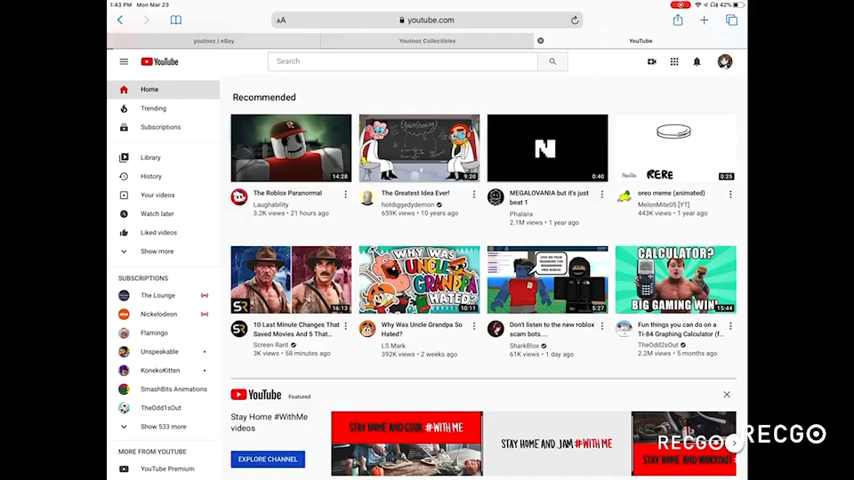 1:43 PM Mon Mar 23
42%
AA
youtube.com
youtooz | eBay
Youtooz Collectibles
YouTube
YouTube
Search
Home
Trending
Subscriptions
Library
History
Your videos
Watch later
Liked videos
Show more
SUBSCRIPTIONS
The Lounge
Nickelodeon
Flamingo
Unspeakable
KonekoKitten
SmashBits Animations
TheOdd1sOut
Show 533 more
MORE FROM YOUTUBE
YouTube Premium
Recommended
14:28
The Roblox Paranormal
Laughability
3.2K views • 21 hours ago
9:20
The Greatest Idea Ever!
hotdiggedydemon
659K views • 10 years ago
N
0:40
MEGALOVANIA but it's just
beat 1
Phalanx
2.1M views • 1 year ago
RERE
0:25
oreo meme (animated)
MelonMite05 [YT]
443K views • 1 year ago
SR
16:13
10 Last Minute Changes That
Saved Movies And 5 That...
Screen Rant
3K views • 58 minutes ago
WHY WAS
UNCLE
GRANDPA
HATED?
10:11
Why Was Uncle Grandpa So
Hated?
LS Mark
392K views • 2 weeks ago
5:27
Don't listen to the new roblox
scam bots....
SharkBlox
61K views • 1 day ago
CALCULATOR?
BIG GAMING WIN!
15:44
Fun things you can do on a
Ti-84 Graphing Calculator (f...
TheOdd2sOut
2.2M views • 5 months ago
YouTube
Featured
Stay Home #WithMe
videos
EXPLORE CHANNEL
STAY HOME AND COOK #WITH ME
STAY HOME AND JAM #WITH ME
STAY HOME AND WORKOUT
RECGO
RECGO